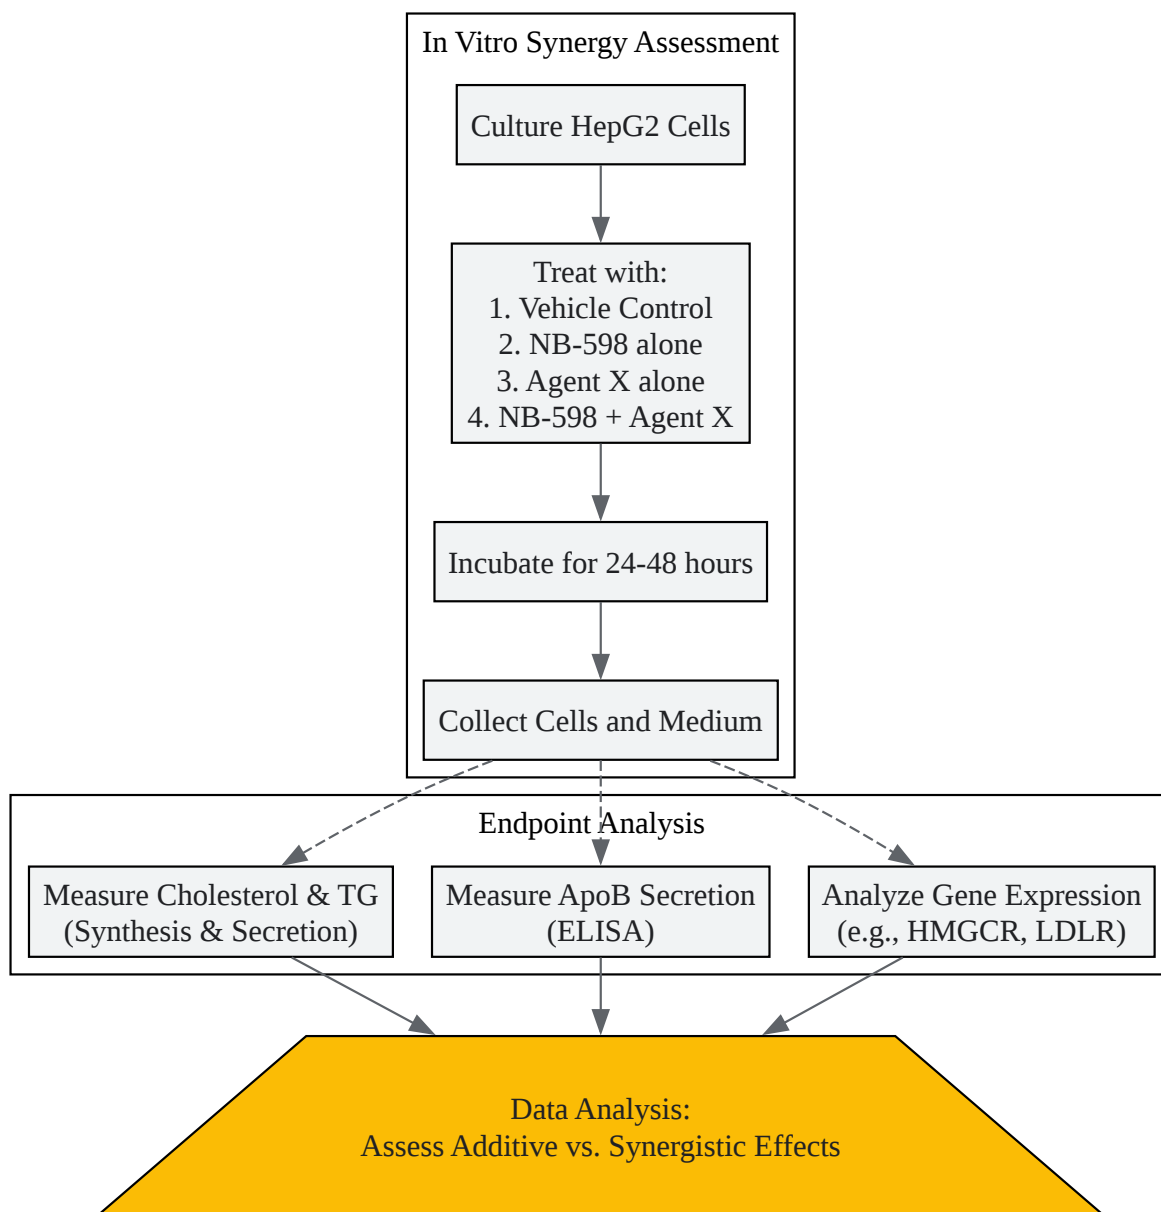 In Vitro Synergy Assessment
Culture HepG2 Cells
Treat with:
1. Vehicle Control
2. NB-598 alone
3. Agent X alone
4. NB-598 + Agent X
Incubate for 24-48 hours
Collect Cells and Medium
Endpoint Analysis
Measure Cholesterol & TG
(Synthesis & Secretion)
Measure ApoB Secretion
(ELISA)
Analyze Gene Expression
(e.g., HMGCR, LDLR)
Data Analysis:
Assess Additive vs. Synergistic Effects